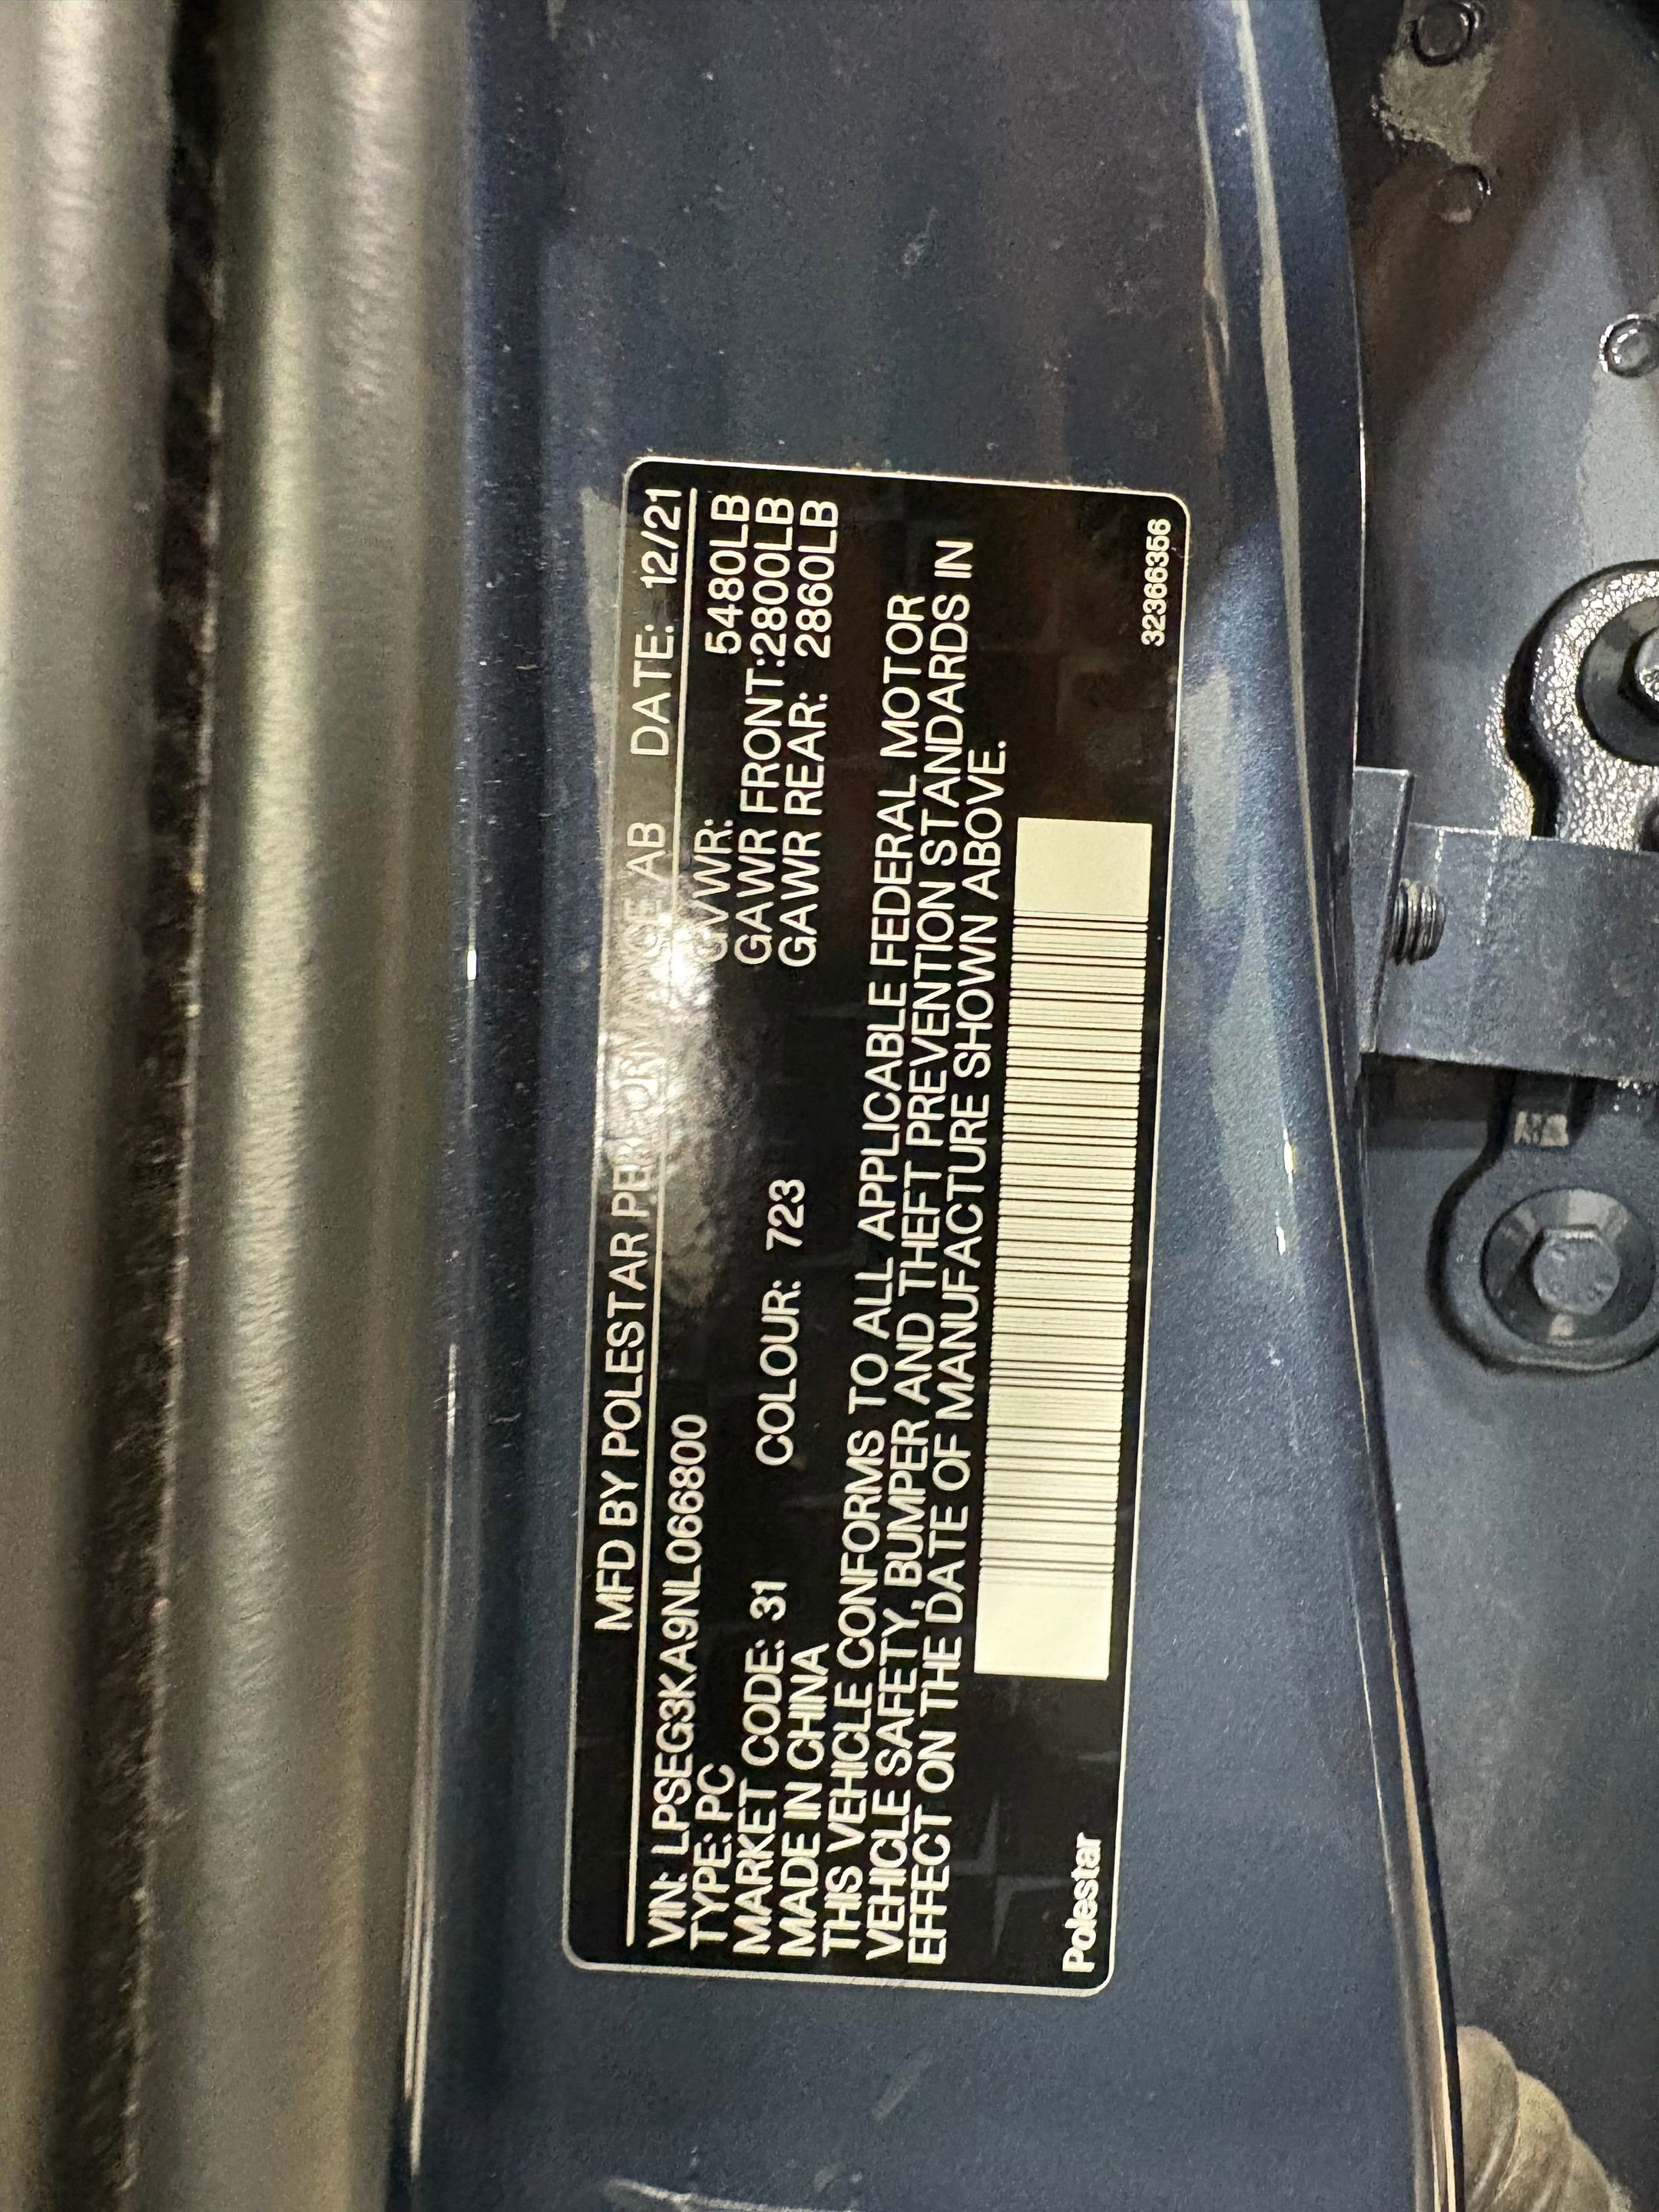 MFD BY POLESTAR PERFORMANCE AB DATE: 12/21
VIN: LPSEG3KA9NL066800 GVWR: 5480LB
TYPE: PC GAWR FRONT:2800LB
MARKET CODE: 31 COLOUR: 723 GAWR REAR: 2860LB
MADE IN CHINA
THIS VEHICLE CONFORMS TO ALL APPLICABLE FEDERAL MOTOR
VEHICLE SAFETY, BUMPER AND THEFT PREVENTION STANDARDS IN
EFFECT ON THE DATE OF MANUFACTURE SHOWN ABOVE.
Polestar 32366356